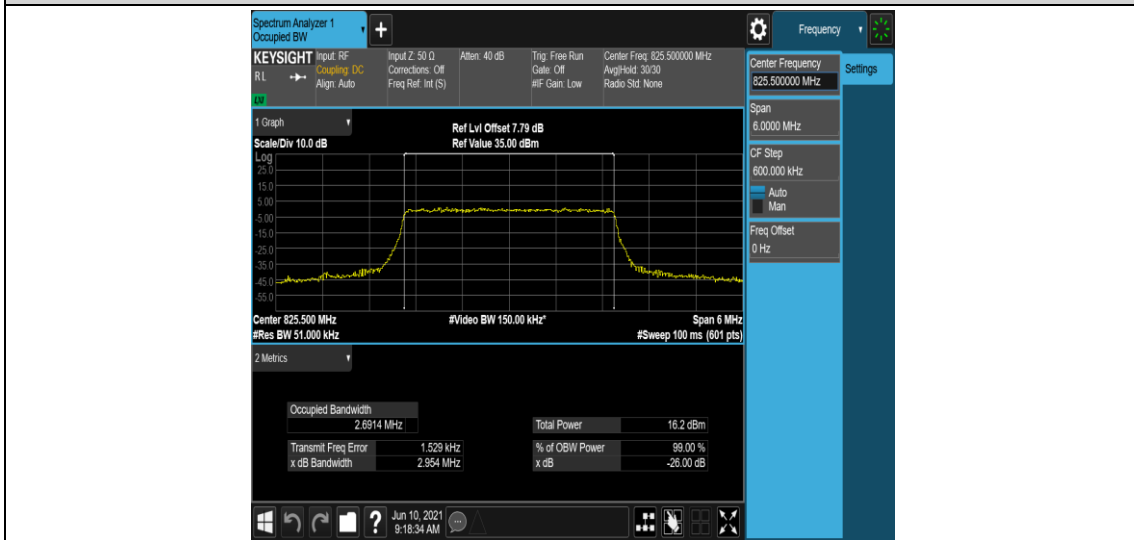 Spectrum Analyzer 1
Occupied BW
+
Frequency
KEYSIGHT
RL
LXI
Input: RF
Coupling: DC
Align: Auto
Input Z: 50 Ω
Corrections: Off
Freq Ref: Int (S)
Atten: 40 dB
Trig: Free Run
Gate: Off
#IF Gain: Low
Center Freq: 825.500000 MHz
Avg|Hold: 30/30
Radio Std: None
Center Frequency
825.500000 MHz
Settings
Span
6.0000 MHz
CF Step
600.000 kHz
Auto
Man
Freq Offset
0 Hz
1 Graph
Scale/Div 10.0 dB
Ref Lvl Offset 7.79 dB
Ref Value 35.00 dBm
Log
25.0
15.0
5.00
-5.00
-15.0
-25.0
-35.0
-45.0
-55.0
Center 825.500 MHz
#Video BW 150.00 kHz*
Span 6 MHz
#Res BW 51.000 kHz
#Sweep 100 ms (601 pts)
2 Metrics
Occupied Bandwidth
2.6914 MHz
Total Power 16.2 dBm
Transmit Freq Error 1.529 kHz
% of OBW Power 99.00 %
x dB Bandwidth 2.954 MHz
x dB -26.00 dB
?
Jun 10, 2021
9:18:34 AM